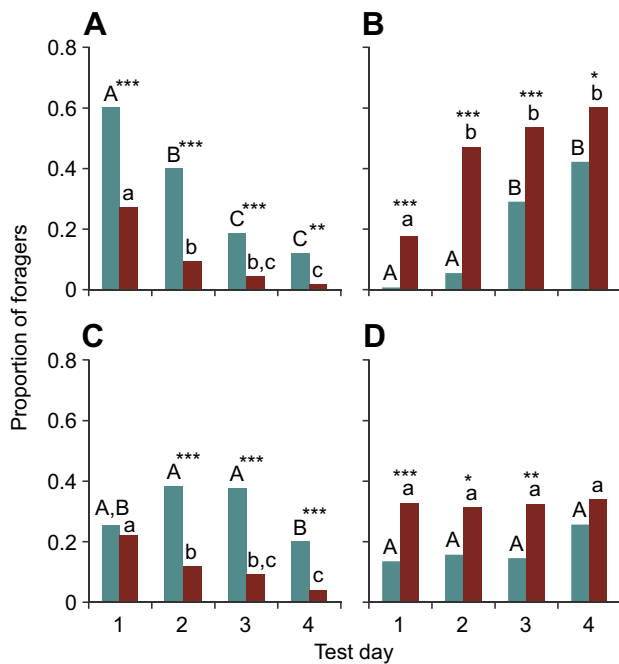 A
B
Proportion of foragers
0.8
0.6
0.4
0.2
0
A***
a
B***
b
C***
b,c
C**
c
***
a
A
***
b
A
***
b
B
*
b
B
C
D
0.8
0.6
0.4
0.2
0
A,B
a
A***
b
A***
b,c
B***
c
***
a
A
*
a
A
**
a
A
a
A
1 2 3 4 1 2 3 4
Test day